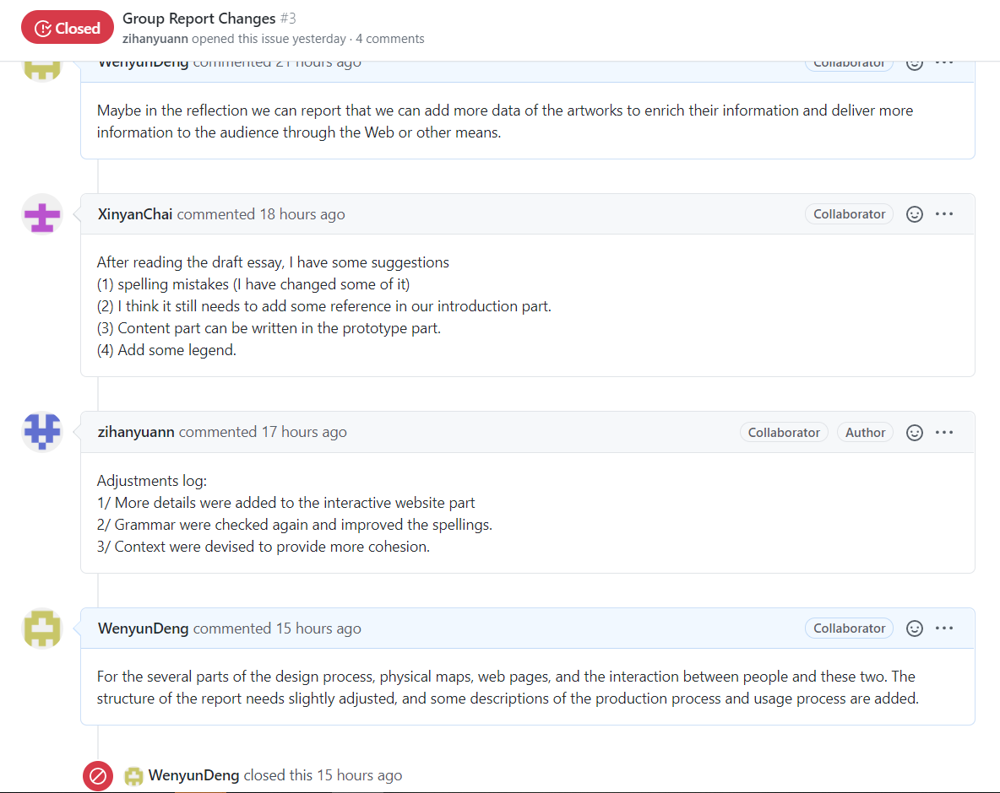 Closed
Group Report Changes #3
zihanyuann opened this issue yesterday · 4 comments
WenyunDeng commented 21 hours ago
Collaborator
Maybe in the reflection we can report that we can add more data of the artworks to enrich their information and deliver more
information to the audience through the Web or other means.
XinyanChai commented 18 hours ago
Collaborator
After reading the draft essay, I have some suggestions
(1) spelling mistakes (I have changed some of it)
(2) I think it still needs to add some reference in our introduction part.
(3) Content part can be written in the prototype part.
(4) Add some legend.
zihanyuann commented 17 hours ago
Collaborator
Author
Adjustments log:
1/ More details were added to the interactive website part
2/ Grammar were checked again and improved the spellings.
3/ Context were devised to provide more cohesion.
WenyunDeng commented 15 hours ago
Collaborator
For the several parts of the design process, physical maps, web pages, and the interaction between people and these two. The
structure of the report needs slightly adjusted, and some descriptions of the production process and usage process are added.
WenyunDeng closed this 15 hours ago